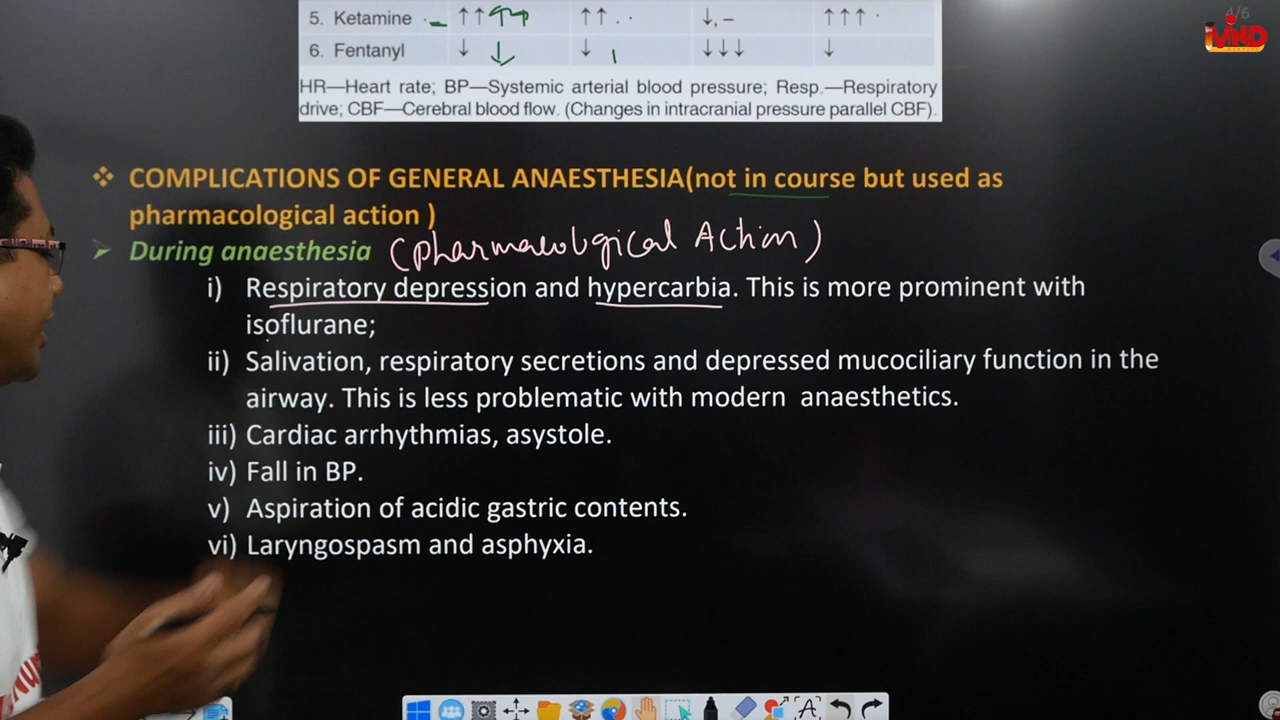 4/6
MIND
5. Ketamine ↑↑ ↑↑ ↓, – ↑↑↑
6. Fentanyl ↓ ↓ ↓↓↓ ↓
HR—Heart rate; BP—Systemic arterial blood pressure; Resp.—Respiratory
drive; CBF—Cerebral blood flow. (Changes in intracranial pressure parallel CBF).
❖ COMPLICATIONS OF GENERAL ANAESTHESIA(not in course but used as
pharmacological action )
➢ During anaesthesia (pharmacological Action)
i) Respiratory depression and hypercarbia. This is more prominent with
isoflurane;
ii) Salivation, respiratory secretions and depressed mucociliary function in the
airway. This is less problematic with modern anaesthetics.
iii) Cardiac arrhythmias, asystole.
iv) Fall in BP.
v) Aspiration of acidic gastric contents.
vi) Laryngospasm and asphyxia.